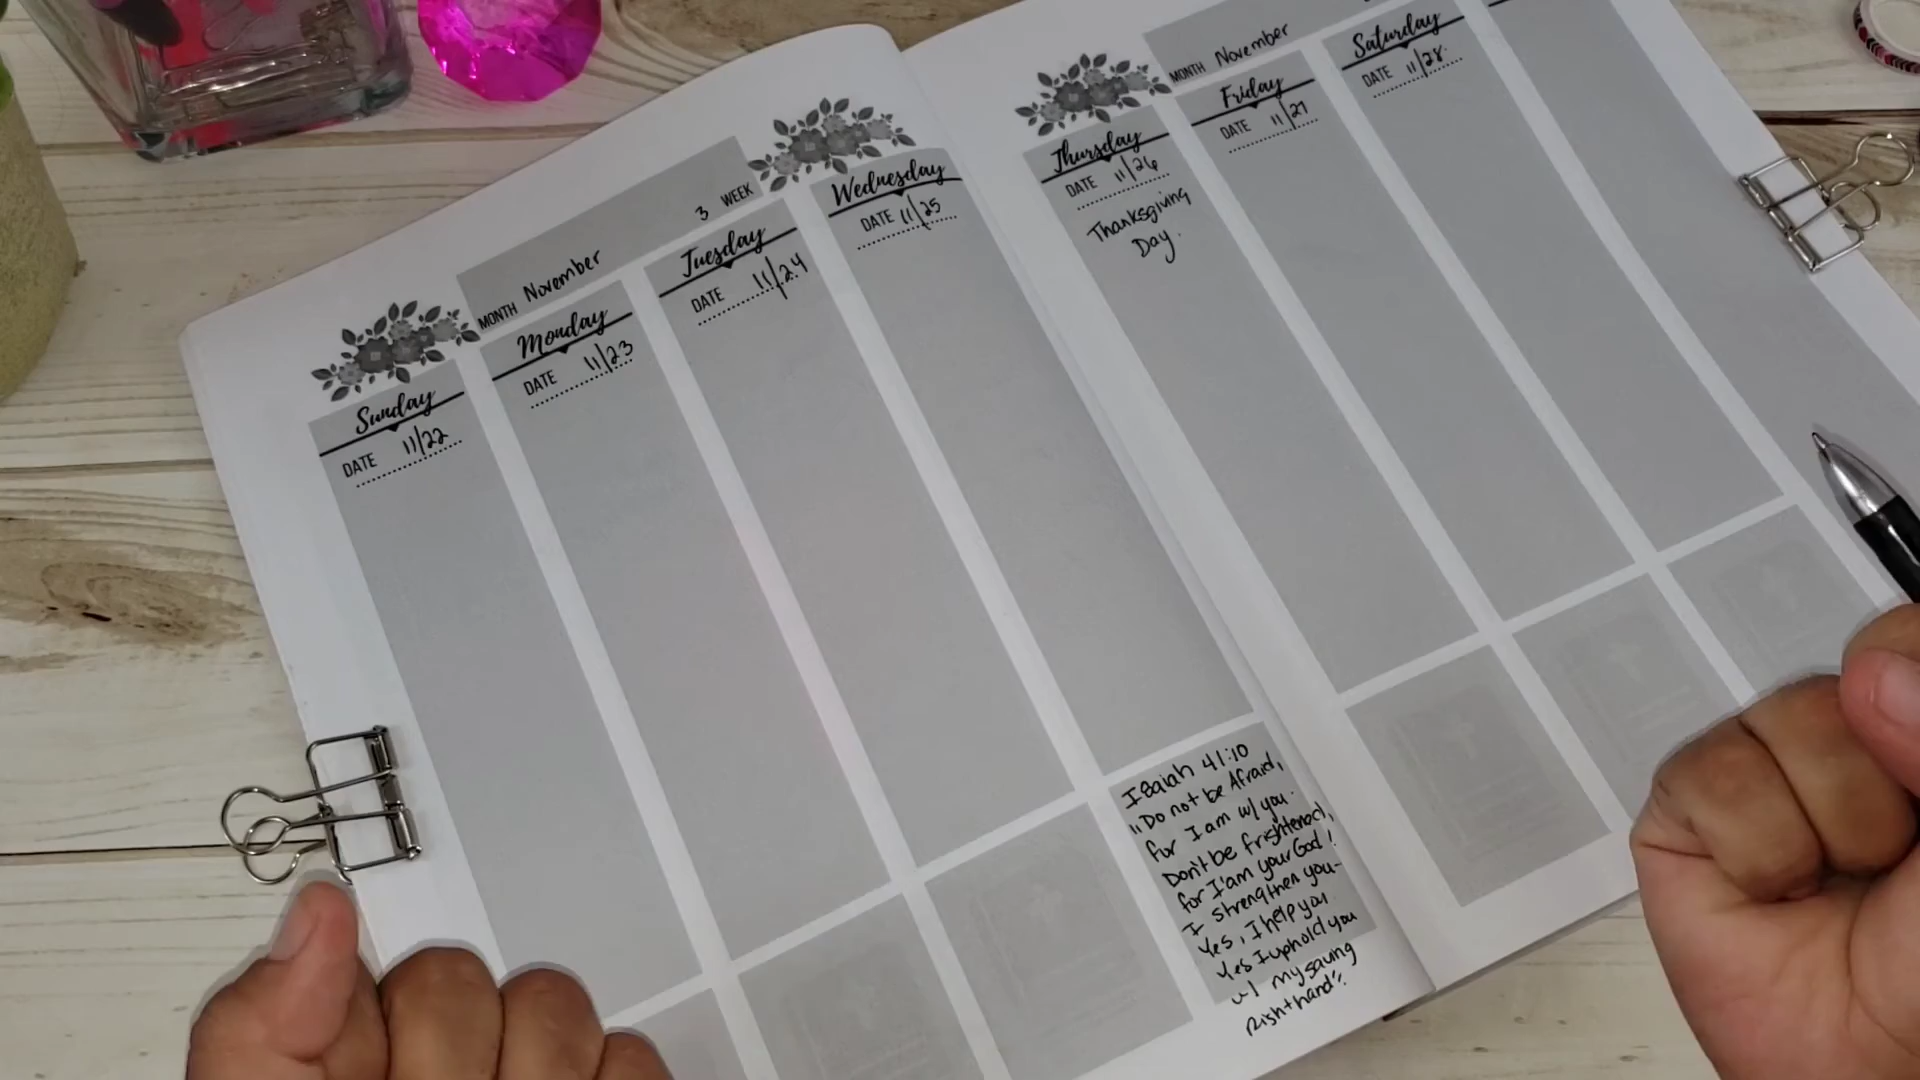 3 WEEK
MONTH November
Sunday
DATE 11/22
Monday
DATE 11/23
Tuesday
DATE 11/24
Wednesday
DATE 11/25
Isaiah 41:10
"Do not be Afraid,
for I am w/ you.
Don't be frightened,
for I'am your God!
I strengthen you-
Yes, I help you
Yes I uphold you
w/ my saving
Right hand".
MONTH November
Thursday
DATE 11/26
Thanksgiving
Day.
Friday
DATE 11/27
Saturday
DATE 11/28